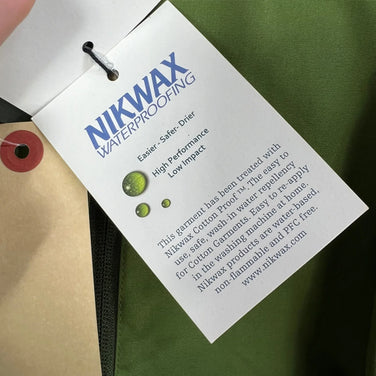 NIKWAX
WATERPROOFING
Easier - Safer- Drier
High Performance
Low Impact
This garment has been treated with
Nikwax Cotton Proof TM. The easy to
use, safe, wash-in water repellency
for Cotton Garments. Easy to re-apply
in the washing machine at home.
Nikwax products are water-based,
non-flammable and PFC free.
www.nikwax.com